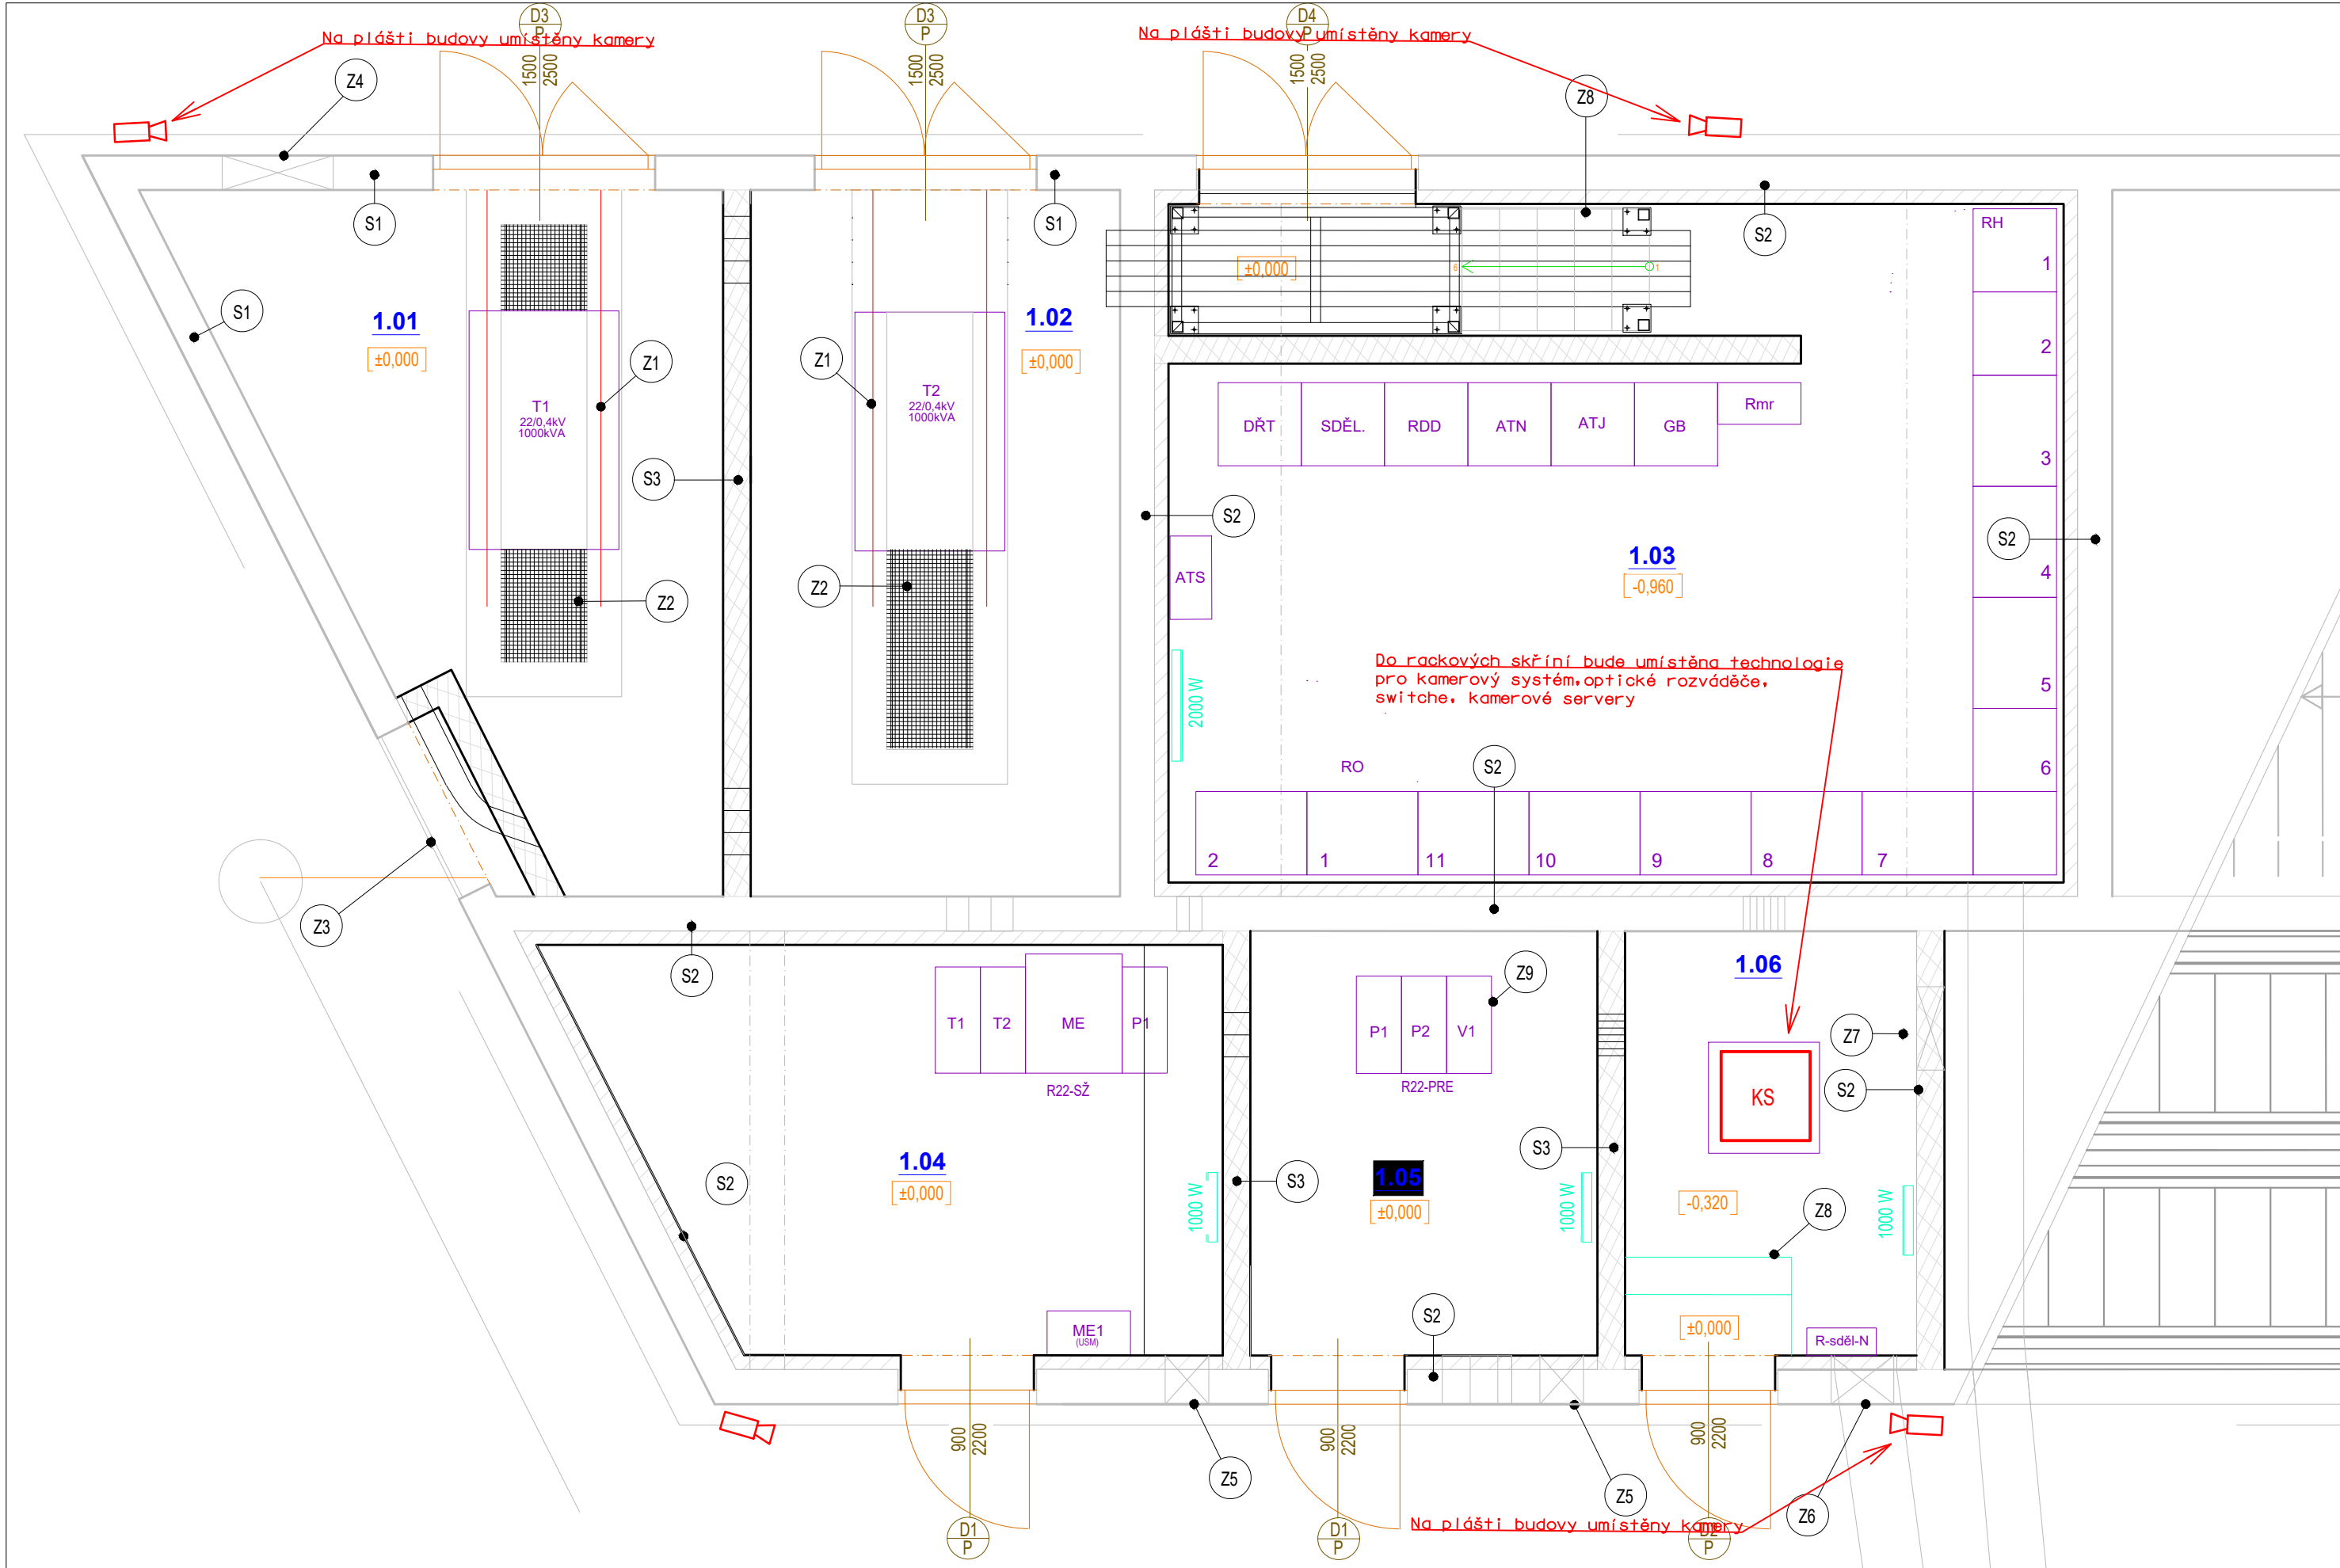 D3
P
1500
2500
D3
P
1500
2500
D4
P
1500
2500
Na plášti budovy umístěny kamery
Na plášti budovy umístěny kamery
Z4
Z8
S1
S1
S2
S1
1.01
±0,000
1.02
±0,000
±0,000
6
1
RH
1
2
3
4
5
6
Z1
Z1
T1
22/0,4kV
1000kVA
T2
22/0,4kV
1000kVA
DŘT
SDĚL.
RDD
ATN
ATJ
GB
Rmr
S3
S2
S2
1.03
-0,960
ATS
Z2
Z2
2000 W
Do rackových skříní bude umístěna technologie
pro kamerový systém,optické rozváděče,
switche, kamerové servery
RO
S2
2
1
11
10
9
8
7
Z3
S2
1.06
Z9
T1
T2
ME
P1
R22-SŽ
P1
P2
V1
R22-PRE
Z7
S2
KS
S3
1.04
±0,000
S2
1000 W
S3
1.05
±0,000
1000 W
-0,320
Z8
1000 W
ME1
(USM)
S2
±0,000
R-sděl-N
900
2200
900
2200
900
2200
Z5
Z5
Z6
Na plášti budovy umístěny kamery
D1
P
D1
P
D2
P